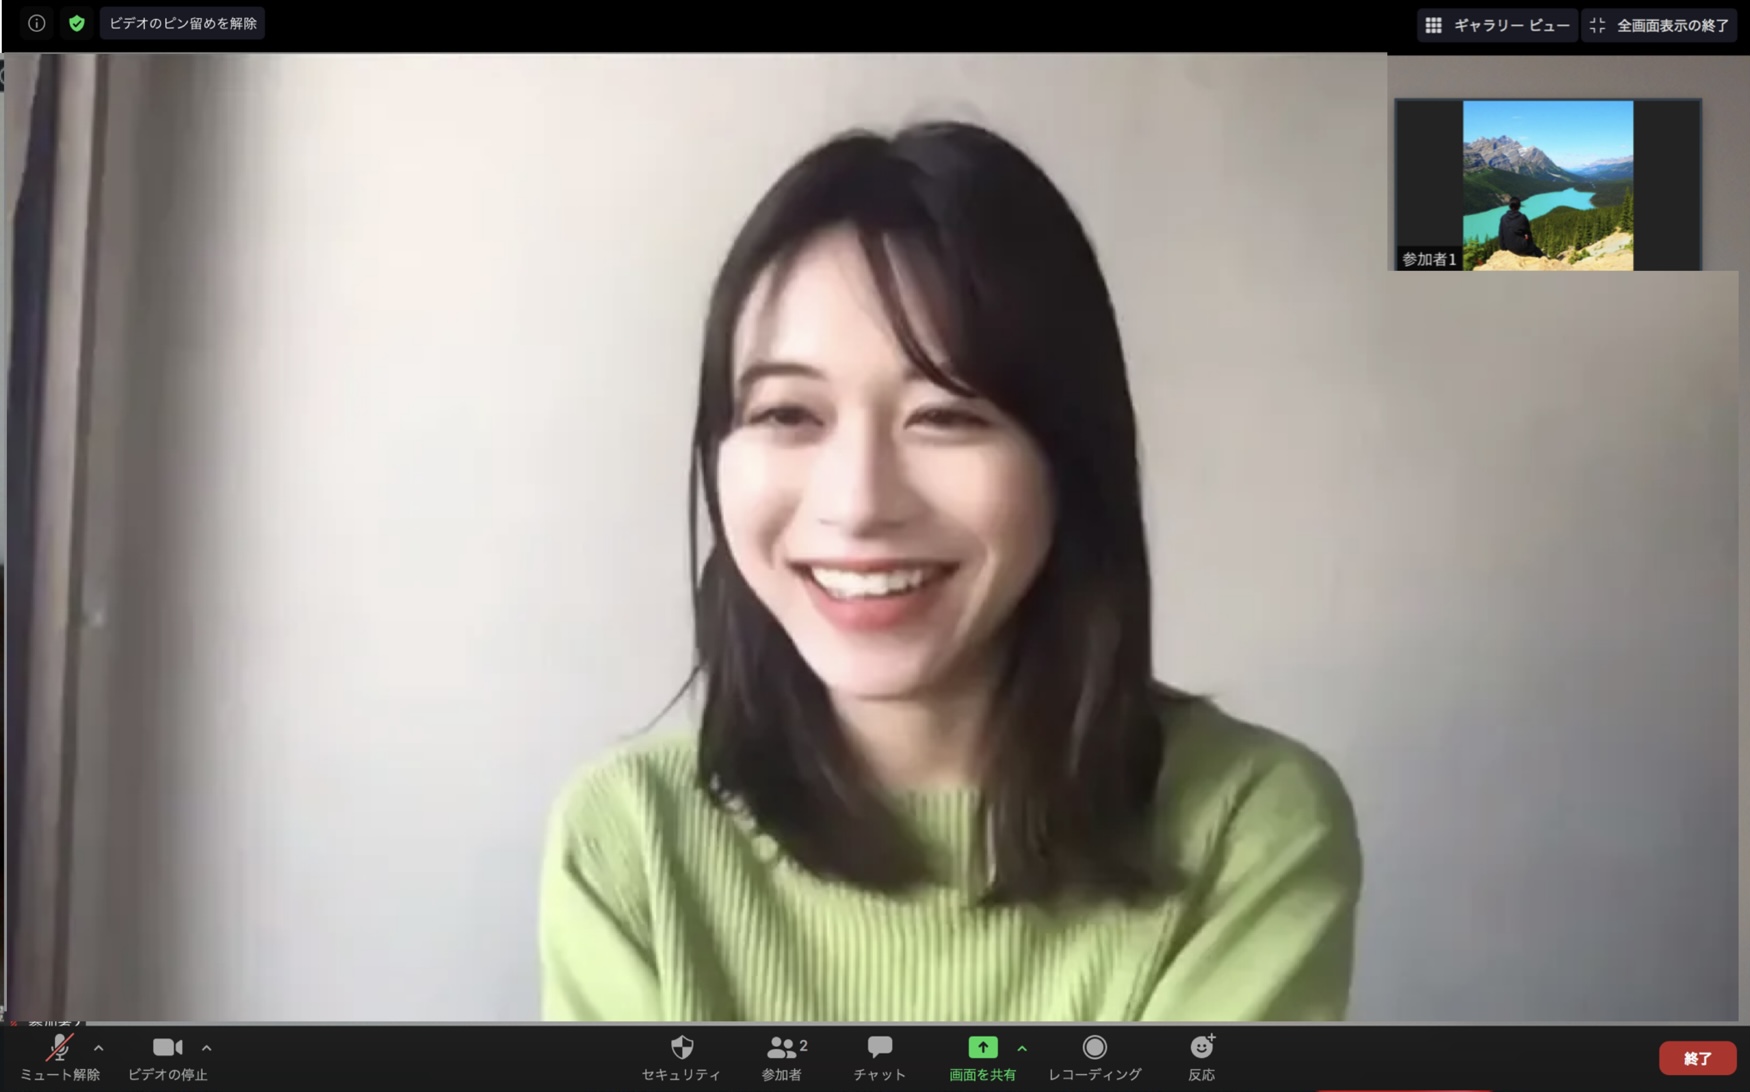 ビデオのピン留めを解除
ギャラリー ビュー
全画面表示の終了
参加者1
ミュート解除
ビデオの停止
セキュリティ
2
参加者
チャット
画面を共有
レコーディング
反応
終了